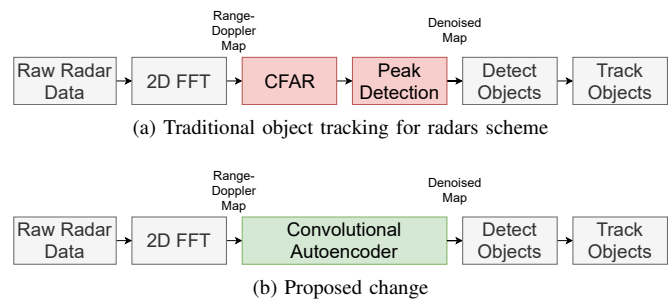 Range-
Doppler
Map
Denoised
Map
Raw Radar
Data
2D FFT
CFAR
Peak
Detection
Detect
Objects
Track
Objects
(a) Traditional object tracking for radars scheme
Range-
Doppler
Map
Denoised
Map
Raw Radar
Data
2D FFT
Convolutional
Autoencoder
Detect
Objects
Track
Objects
(b) Proposed change